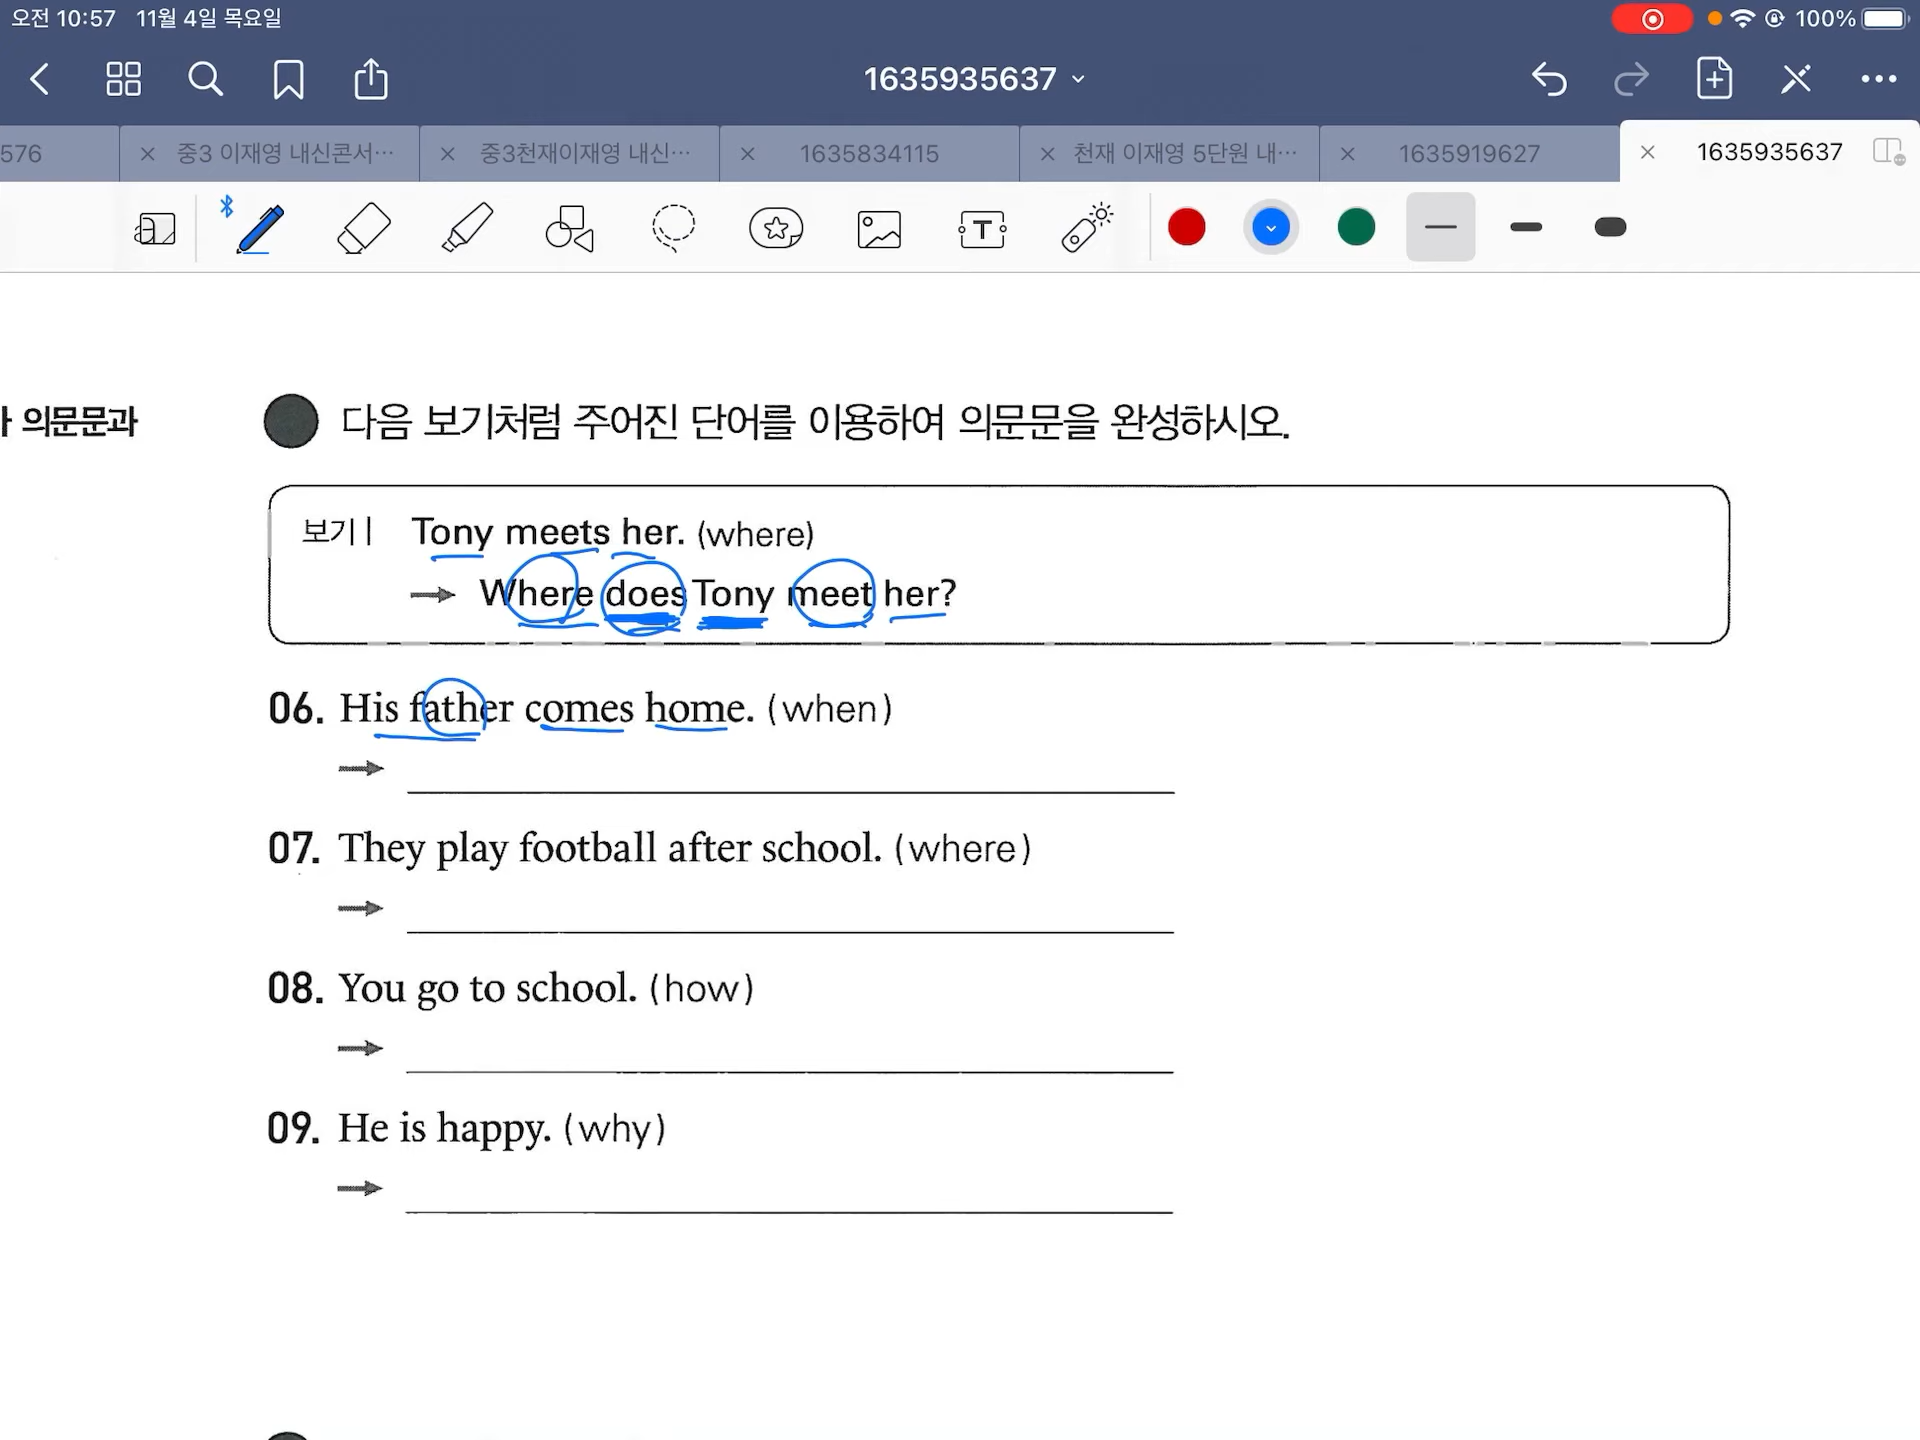 오전 10:57 11월 4일 목요일
100%
1635935637
576
중3 이재영 내신콘서…
중3천재이재영 내신…
1635834115
천재 이재영 5단원 내…
1635919627
1635935637
의문문과
다음 보기처럼 주어진 단어를 이용하여 의문문을 완성하시오.
보기 | Tony meets her. (where)
→ Where does Tony meet her?
06. His father comes home. (when)
→
07. They play football after school. (where)
→
08. You go to school. (how)
→
09. He is happy. (why)
→